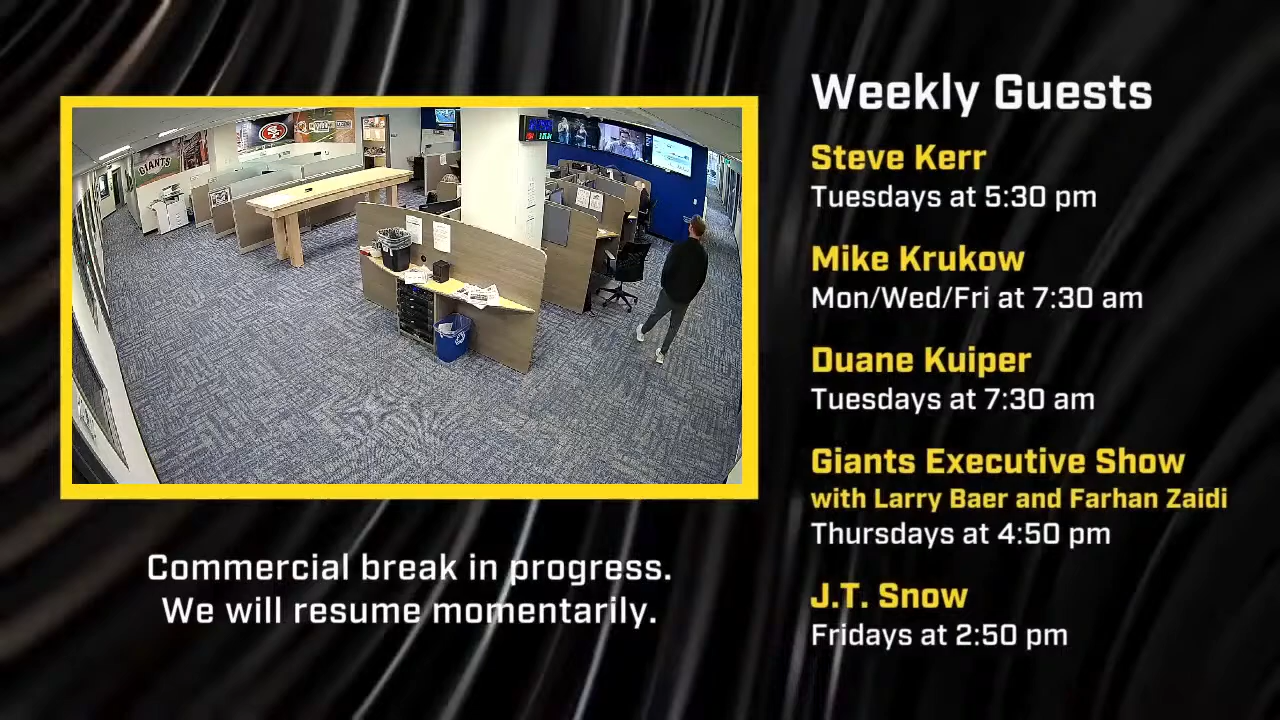 GIANTS
Commercial break in progress.
We will resume momentarily.
Weekly Guests
Steve Kerr
Tuesdays at 5:30 pm
Mike Krukow
Mon/Wed/Fri at 7:30 am
Duane Kuiper
Tuesdays at 7:30 am
Giants Executive Show
with Larry Baer and Farhan Zaidi
Thursdays at 4:50 pm
J.T. Snow
Fridays at 2:50 pm